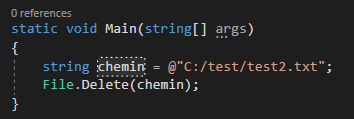 0 references
static void Main(string[] args)
{
string chemin = @"C:/test/test2.txt";
File.Delete(chemin);
}